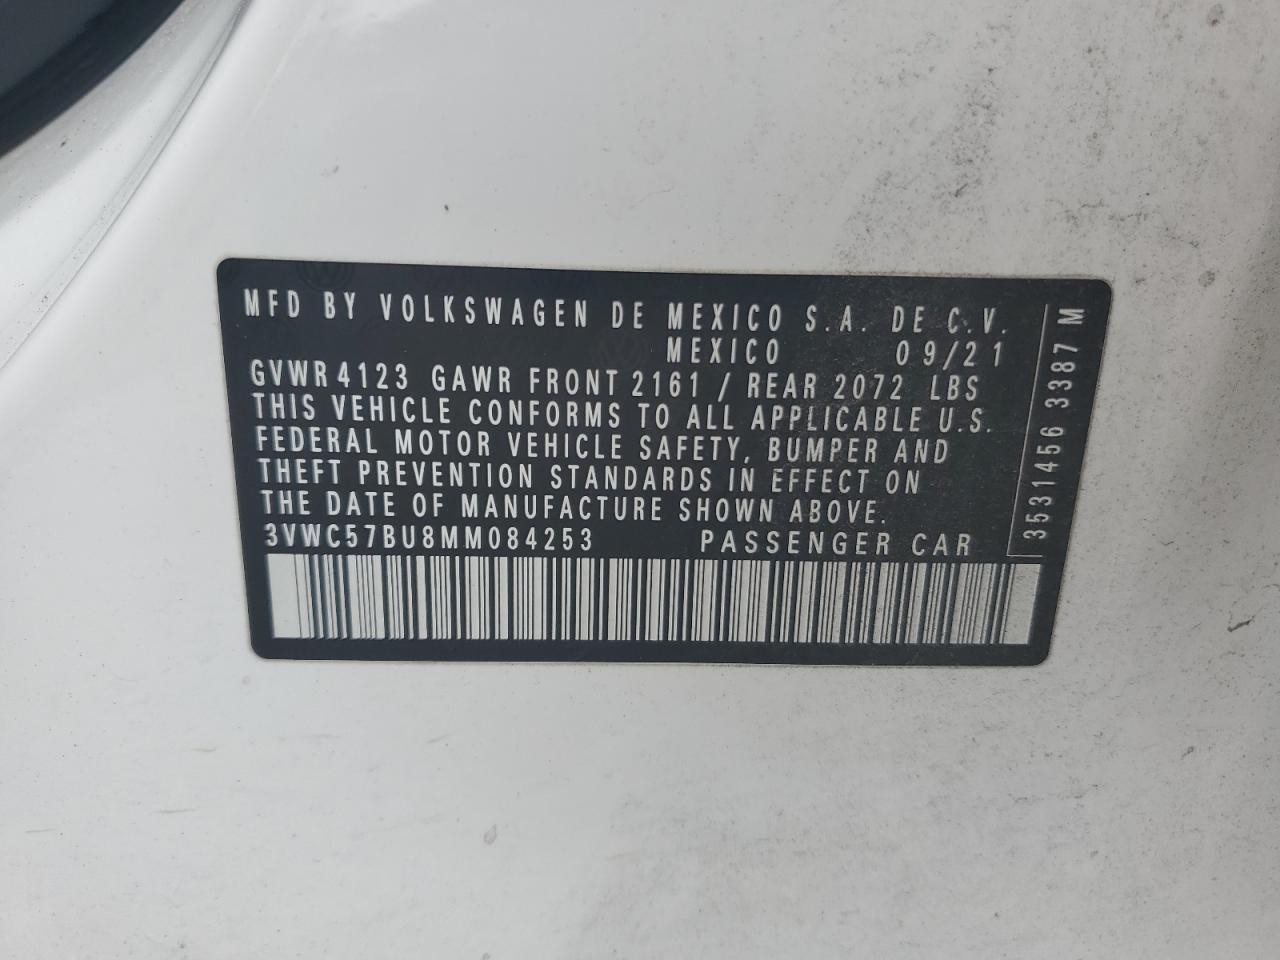 MFD BY VOLKSWAGEN DE MEXICO S.A. DE C.V.
MEXICO 09/21
GVWR 4123 GAWR FRONT 2161 / REAR 2072 LBS
THIS VEHICLE CONFORMS TO ALL APPLICABLE U.S.
FEDERAL MOTOR VEHICLE SAFETY, BUMPER AND
THEFT PREVENTION STANDARDS IN EFFECT ON
THE DATE OF MANUFACTURE SHOWN ABOVE.
3VWC57BU8MM084253 PASSENGER CAR
3531456 3387 M